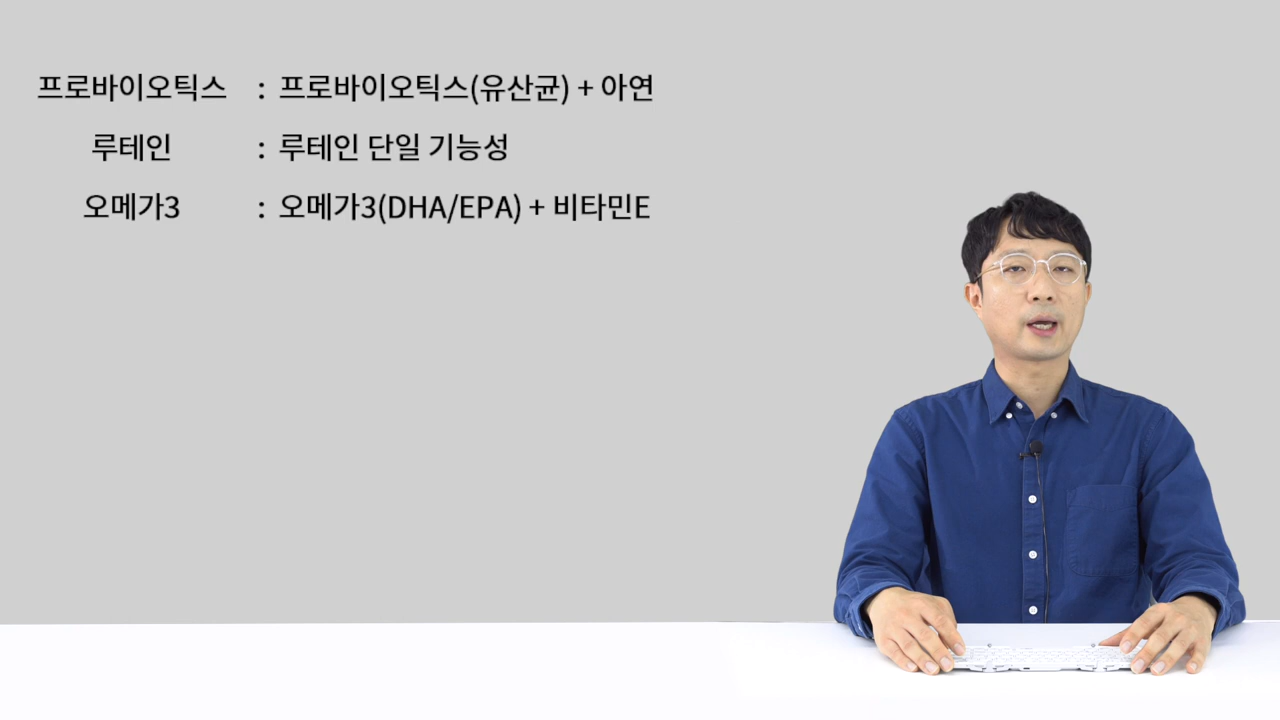 프로바이오틱스 : 프로바이오틱스(유산균) + 아연
루테인 : 루테인 단일 기능성
오메가3 : 오메가3(DHA/EPA) + 비타민E